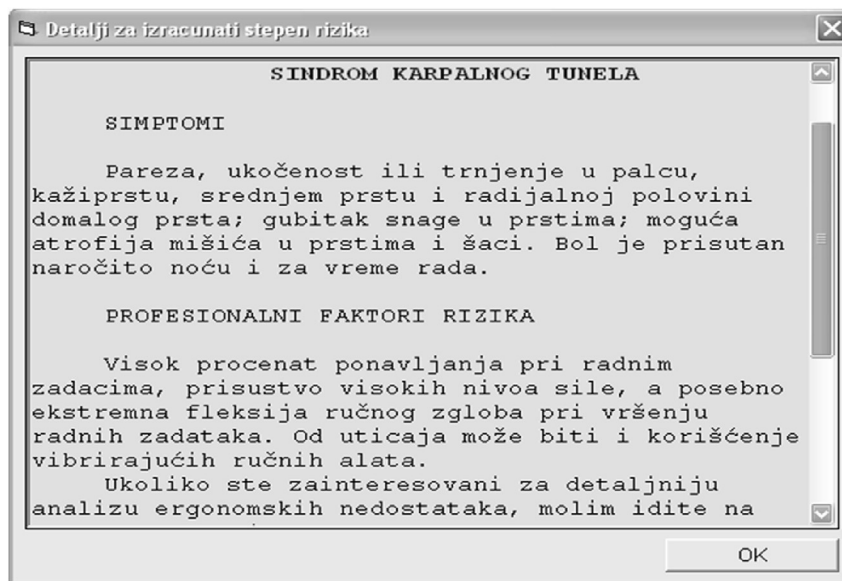 Detalji za izracunati stepen rizika
SINDROM KARPALNOG TUNELA
SIMPTOMI
Pareza, ukočenost ili trnjenje u palcu,
kažiprstu, srednjem prstu i radijalnoj polovini
domalog prsta; gubitak snage u prstima; moguća
atrofija mišića u prstima i šaci. Bol je prisutan
naročito noću i za vreme rada.
PROFESIONALNI FAKTORI RIZIKA
Visok procenat ponavljanja pri radnim
zadacima, prisustvo visokih nivoa sile, a posebno
ekstremna fleksija ručnog zgloba pri vršenju
radnih zadataka. Od uticaja može biti i korišćenje
vibrirajućih ručnih alata.
Ukoliko ste zainteresovani za detaljniju
analizu ergonomskih nedostataka, molim idite na
OK